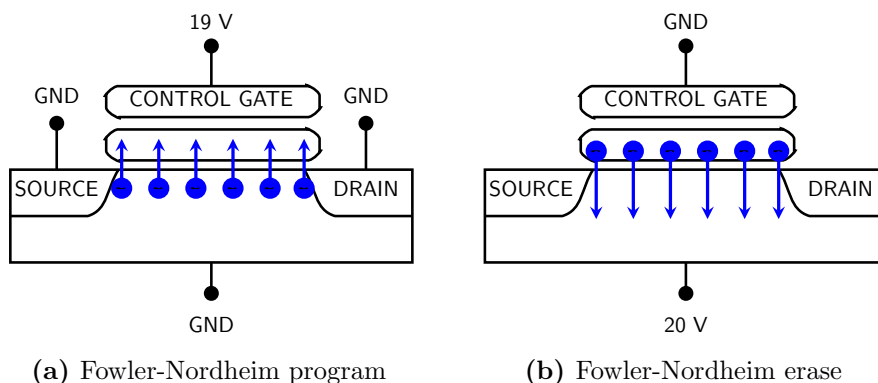 19 V
GND
GND
CONTROL GATE
SOURCE
DRAIN
GND
(a) Fowler-Nordheim program
GND
CONTROL GATE
SOURCE
DRAIN
20 V
(b) Fowler-Nordheim erase